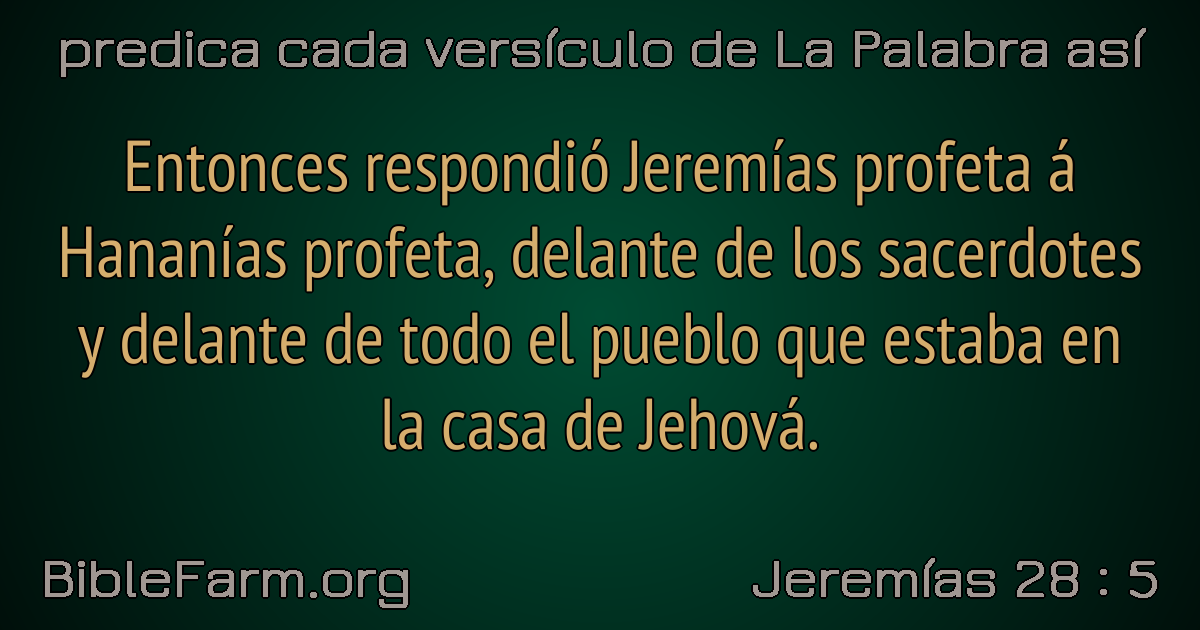 predica cada versículo de La Palabra así
Entonces respondió Jeremías profeta á
Hananías profeta, delante de los sacerdotes
y delante de todo el pueblo que estaba en
la casa de Jehová.
BibleFarm.org
Jeremías 28 : 5